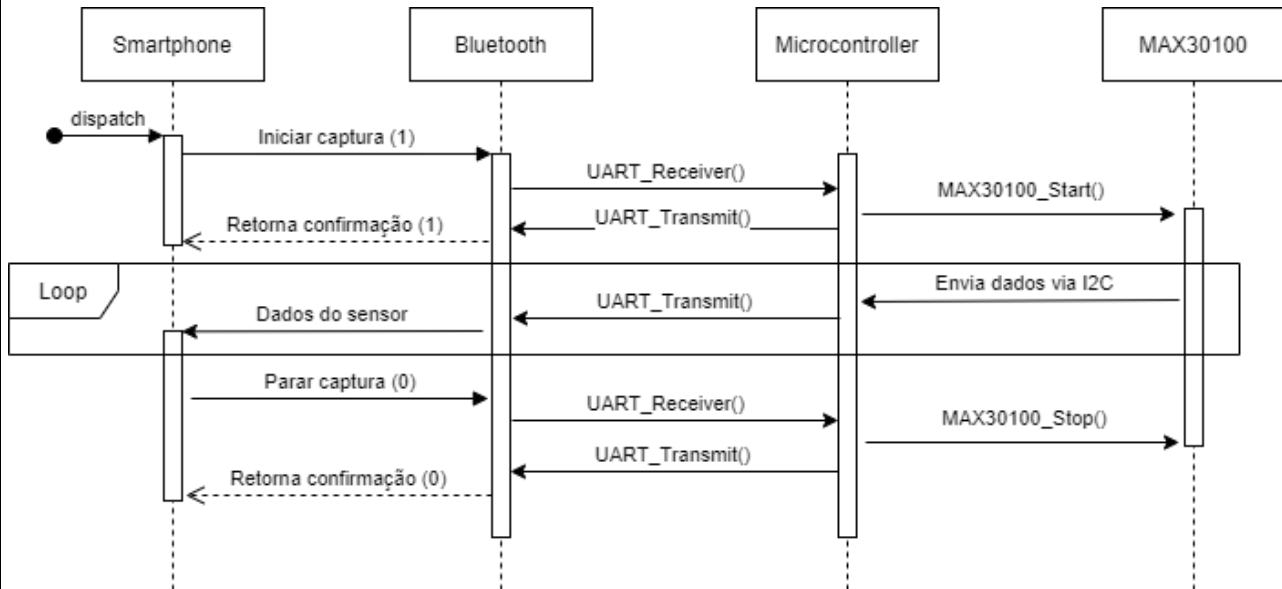 Smartphone
Bluetooth
Microcontroller
MAX30100
dispatch
Iniciar captura (1)
UART_Receiver()
MAX30100_Start()
UART_Transmit()
Retorna confirmação (1)
Loop
Envia dados via I2C
UART_Transmit()
Dados do sensor
Parar captura (0)
UART_Receiver()
MAX30100_Stop()
UART_Transmit()
Retorna confirmação (0)